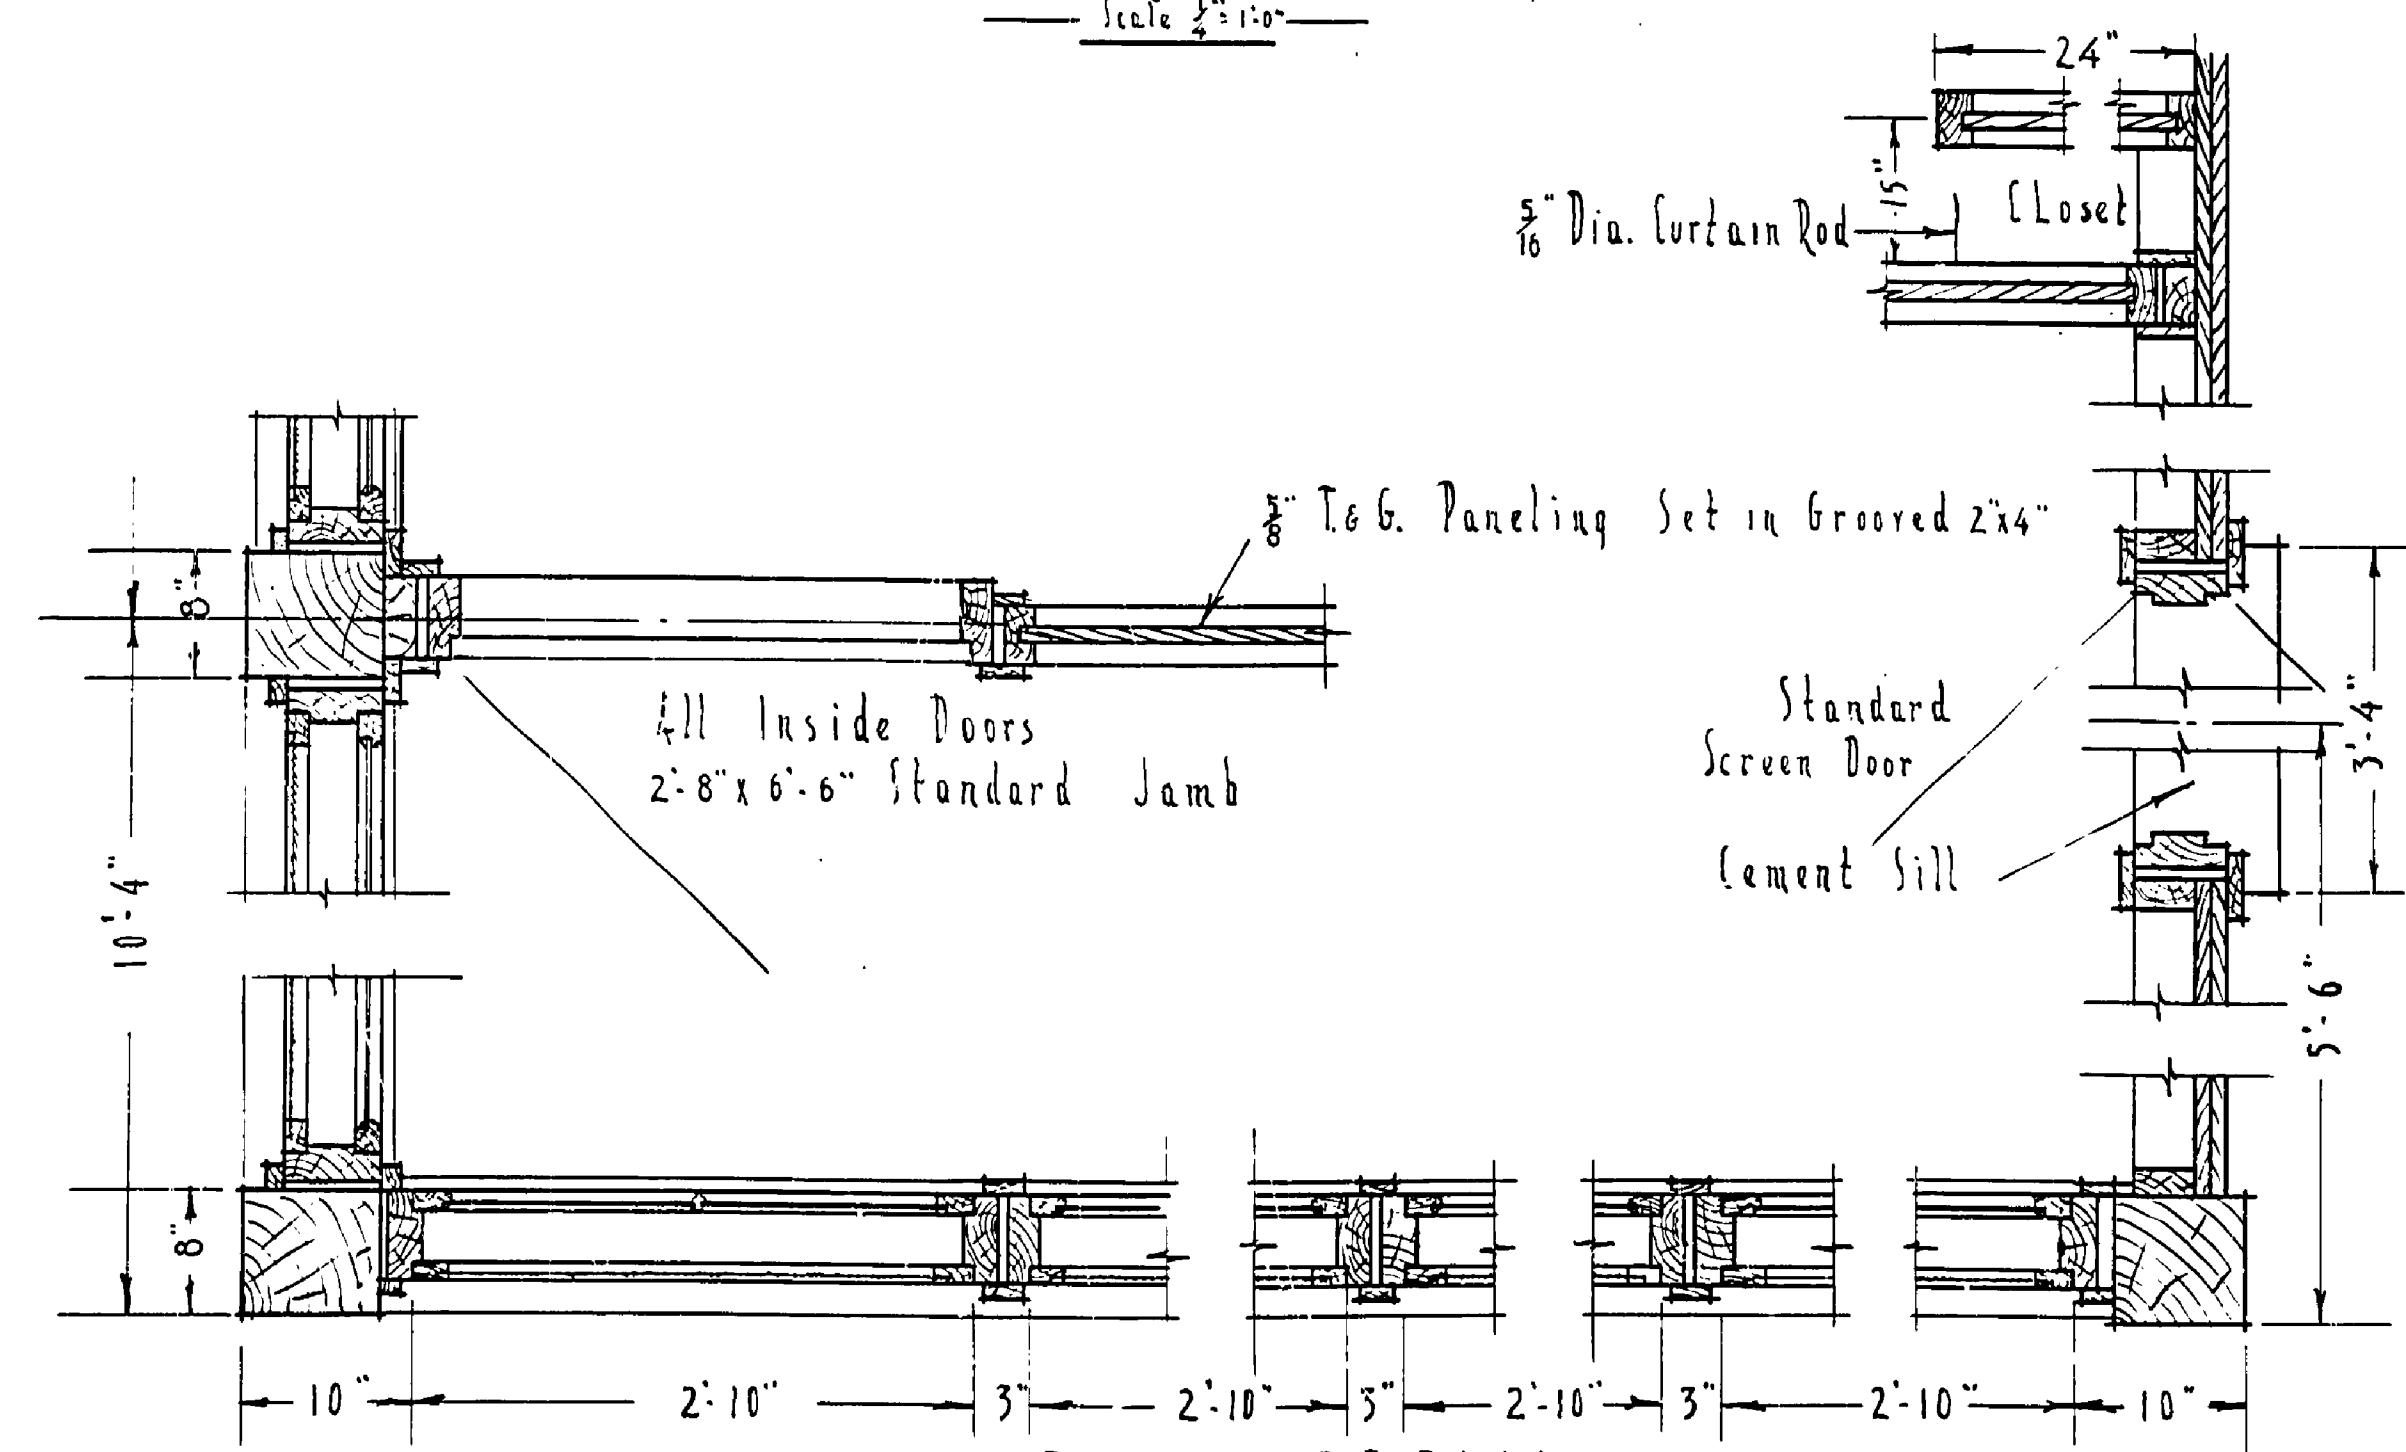 Scale 1/4" = 1'-0"
24"
15"
5/16" Dia. Curtain Rod
Closet
5/8" T. & G. Paneling Set in Grooved 2"x4"
8"
All Inside Doors
2'-8" x 6'-6" Standard Jamb
Standard
Screen Door
3'-4"
Cement Sill
10'-4"
5'-6"
8"
10" 2'-10" 3" 2'-10" 3" 2'-10" 3" 2'-10" 10"